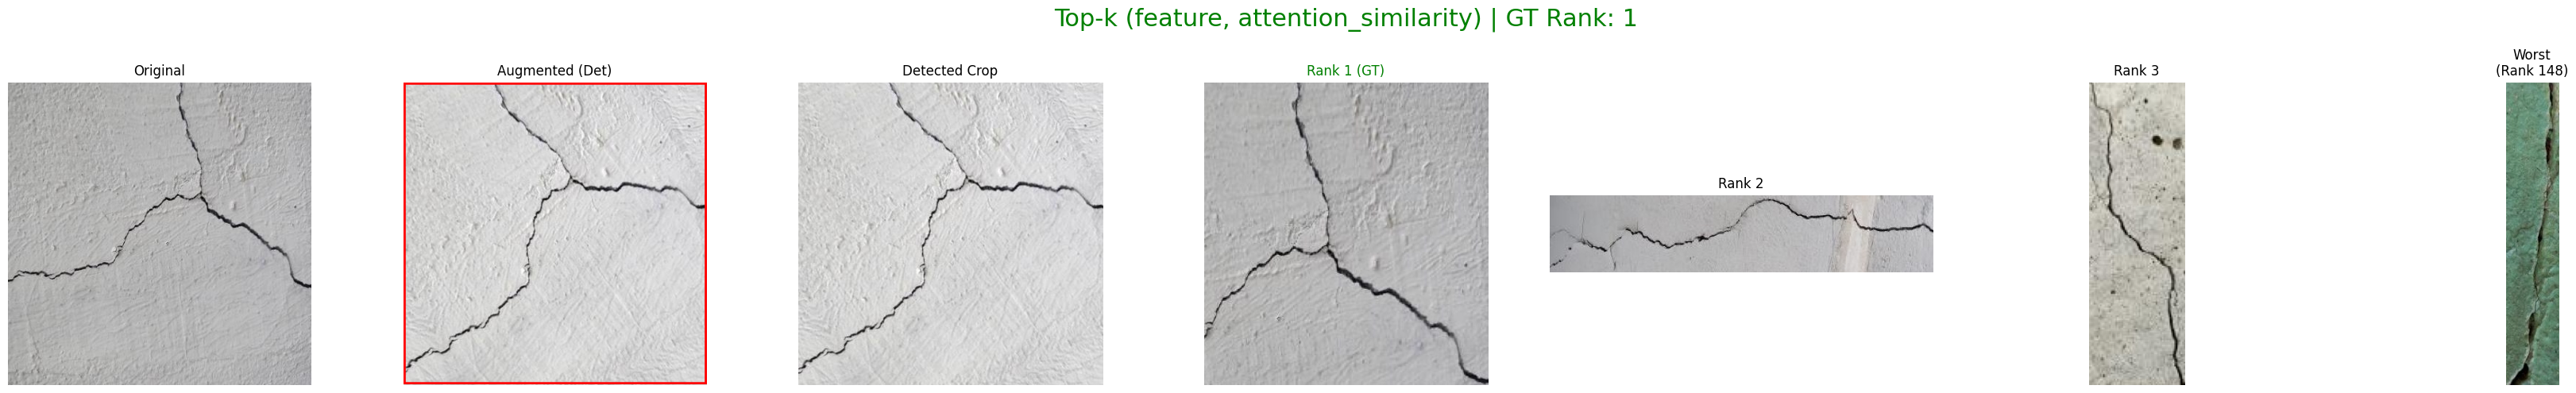 Top-k (feature, attention_similarity) | GT Rank: 1
Original
Augmented (Det)
Detected Crop
Rank 1 (GT)
Rank 2
Rank 3
Worst
(Rank 148)